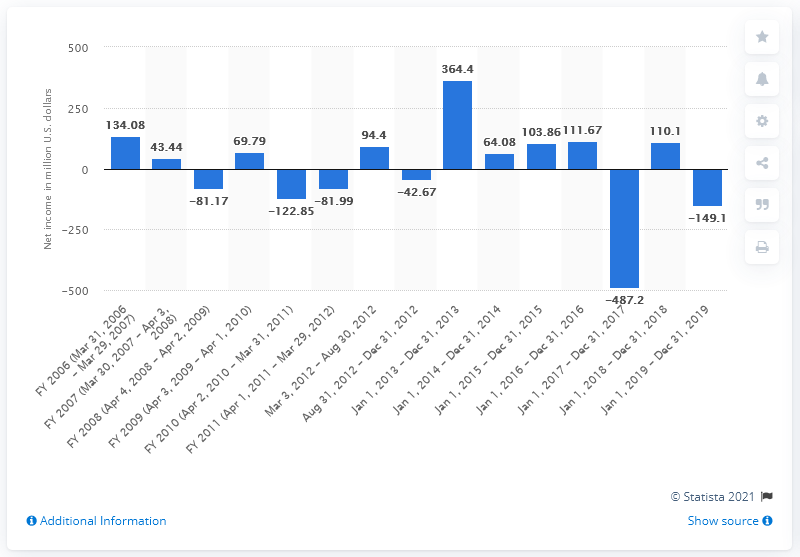 500
250
0
−250
−500
Net income in million U.S. dollars
134.08
43.44
−81.17
69.79
−122.85
−81.99
94.4
−42.67
364.4
64.08
103.86
111.67
−487.2
110.1
−149.1
FY 2006 (Mar 31, 2006
– Mar 29, 2007)
FY 2007 (Mar 30, 2007 – Apr 3,
2008)
FY 2008 (Apr 4, 2008 – Apr 2, 2009)
FY 2009 (Apr 3, 2009 – Apr 1, 2010)
FY 2010 (Apr 2, 2010 – Mar 31, 2011)
FY 2011 (Apr 1, 2011 – Mar 29, 2012)
Mar 3, 2012 – Aug 30, 2012
Aug 31, 2012 – Dec 31, 2012
Jan 1, 2013 – Dec 31, 2013
Jan 1, 2014 – Dec 31, 2014
Jan 1, 2015 – Dec 31, 2015
Jan 1, 2016 – Dec 31, 2016
Jan 1, 2017 – Dec 31, 2017
Jan 1, 2018 – Dec 31, 2018
Jan 1, 2019 – Dec 31, 2019
© Statista 2021
Additional Information
Show source